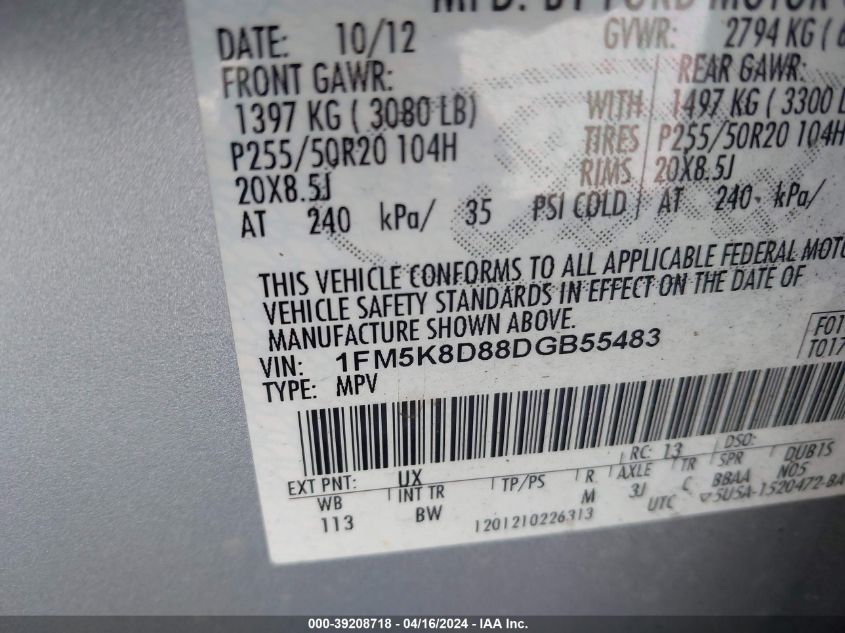 MFD. BY FORD MOTOR
DATE: 10/12 GVWR: 2794 KG (
FRONT GAWR: REAR GAWR:
1397 KG ( 3080 LB) WITH 1497 KG ( 3300 L
P255/50R20 104H TIRES P255/50R20 104H
20X8.5J RIMS 20X8.5J
AT 240 kPa/ 35 PSI COLD AT 240 kPa/
THIS VEHICLE CONFORMS TO ALL APPLICABLE FEDERAL MOTO
VEHICLE SAFETY STANDARDS IN EFFECT ON THE DATE OF
MANUFACTURE SHOWN ABOVE.
VIN: 1FM5K8D88DGB55483 F01
TYPE: MPV T017
RC: 13 DSO:
EXT PNT: UX
WB INT TR TP/PS R AXLE TR SPR DUB1S
113 BW M 3J C BBAA N05
1201210226313 UTC 5U5A-1520472-BA
000-39208718 - 04/16/2024 - IAA Inc.